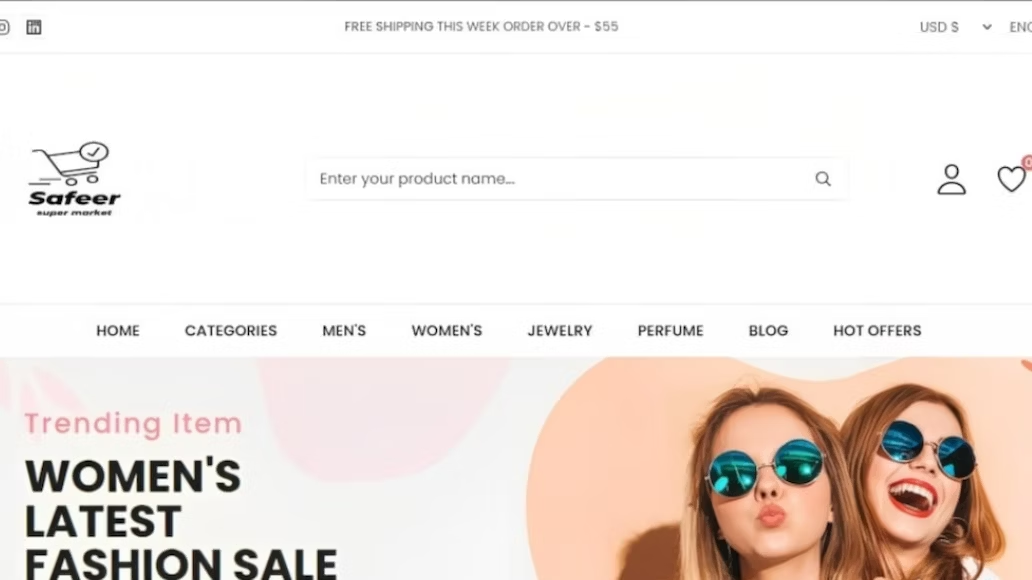 FREE SHIPPING THIS WEEK ORDER OVER - $55
USD $
ENG
Safeer
super market
Enter your product name...
0
HOME CATEGORIES MEN'S WOMEN'S JEWELRY PERFUME BLOG HOT OFFERS
Trending Item
WOMEN'S
LATEST
FASHION SALE